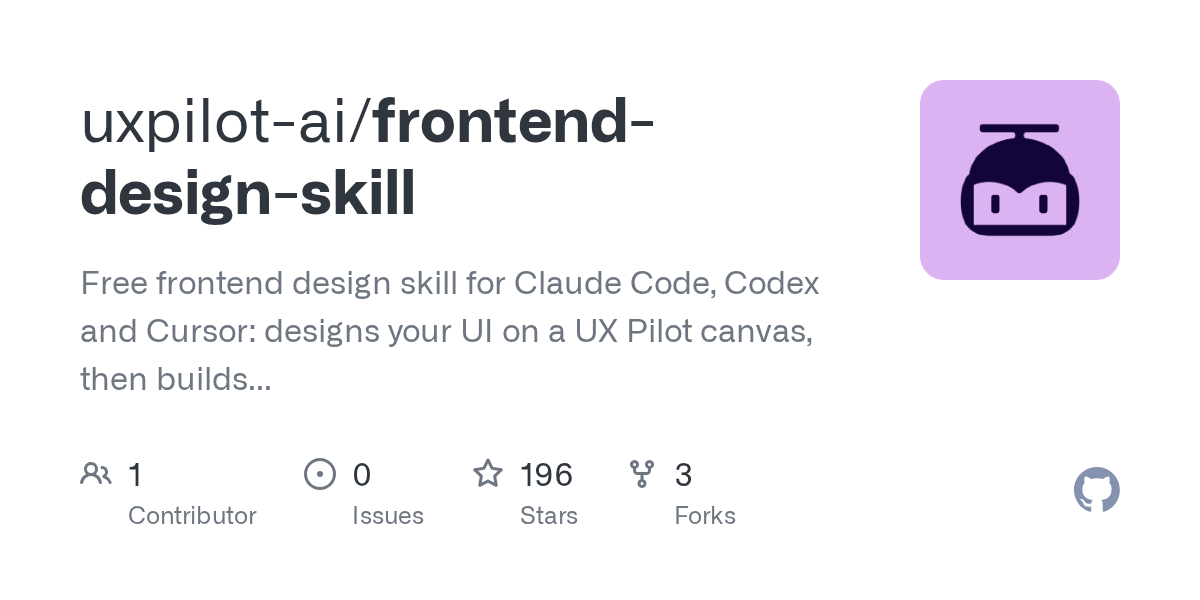 uxpilot-ai/frontend-
design-skill
Free frontend design skill for Claude Code, Codex
and Cursor: designs your UI on a UX Pilot canvas,
then builds...
1
Contributor
0
Issues
196
Stars
3
Forks